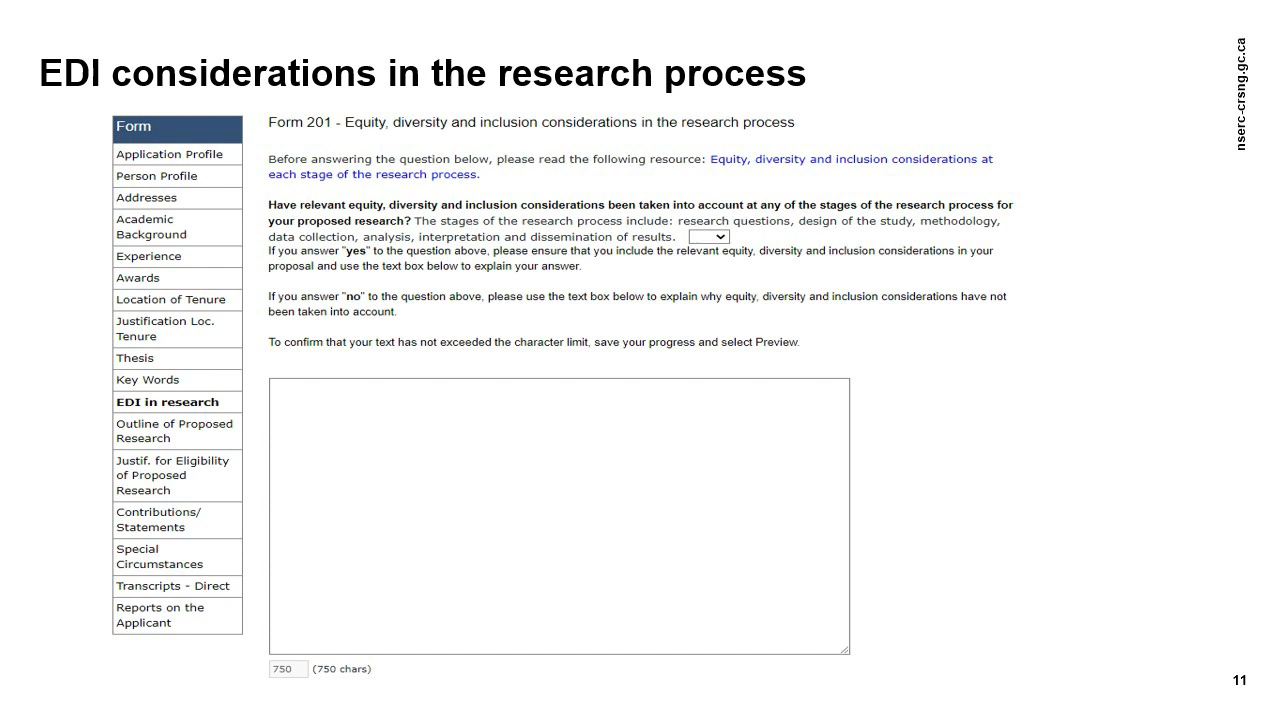 EDI considerations in the research process
nserc-crsng.gc.ca
Form
Application Profile
Person Profile
Addresses
Academic
Background
Experience
Awards
Location of Tenure
Justification Loc.
Tenure
Thesis
Key Words
EDI in research
Outline of Proposed
Research
Justif. for Eligibility
of Proposed
Research
Contributions/
Statements
Special
Circumstances
Transcripts - Direct
Reports on the
Applicant
Form 201 - Equity, diversity and inclusion considerations in the research process
Before answering the question below, please read the following resource: Equity, diversity and inclusion considerations at
each stage of the research process.
Have relevant equity, diversity and inclusion considerations been taken into account at any of the stages of the research process for
your proposed research? The stages of the research process include: research questions, design of the study, methodology,
data collection, analysis, interpretation and dissemination of results.
If you answer "yes" to the question above, please ensure that you include the relevant equity, diversity and inclusion considerations in your
proposal and use the text box below to explain your answer.
If you answer "no" to the question above, please use the text box below to explain why equity, diversity and inclusion considerations have not
been taken into account.
To confirm that your text has not exceeded the character limit, save your progress and select Preview.
750 (750 chars)
11